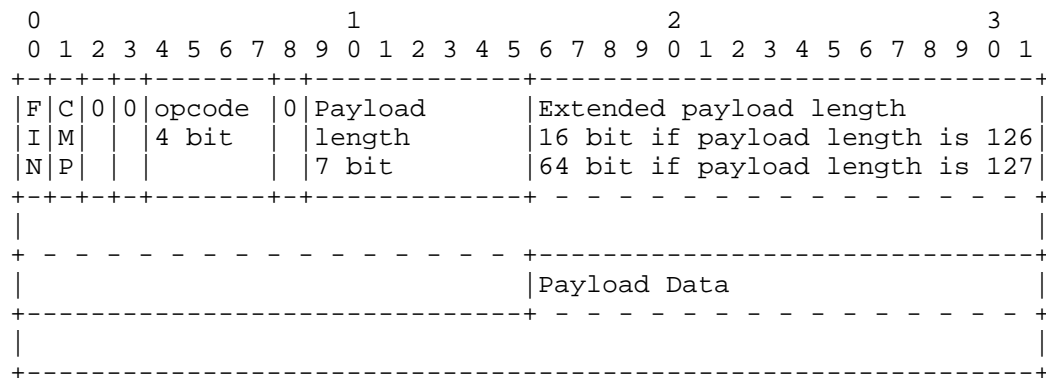 0                   1                   2                   3
 0 1 2 3 4 5 6 7 8 9 0 1 2 3 4 5 6 7 8 9 0 1 2 3 4 5 6 7 8 9 0 1
+-+-+-+-+-------+-+-------------+-------------------------------+
|F|C|0|0|opcode |0|Payload      |Extended payload length        |
|I|M| | |4 bit  | |length       |16 bit if payload length is 126|
|N|P| | |       | |7 bit        |64 bit if payload length is 127|
+-+-+-+-+-------+-+-------------+ - - - - - - - - - - - - - - - +
|                                                               |
+ - - - - - - - - - - - - - - - +-------------------------------+
|                               |Payload Data                   |
+-------------------------------+ - - - - - - - - - - - - - - - +
|                                                               |
+---------------------------------------------------------------+